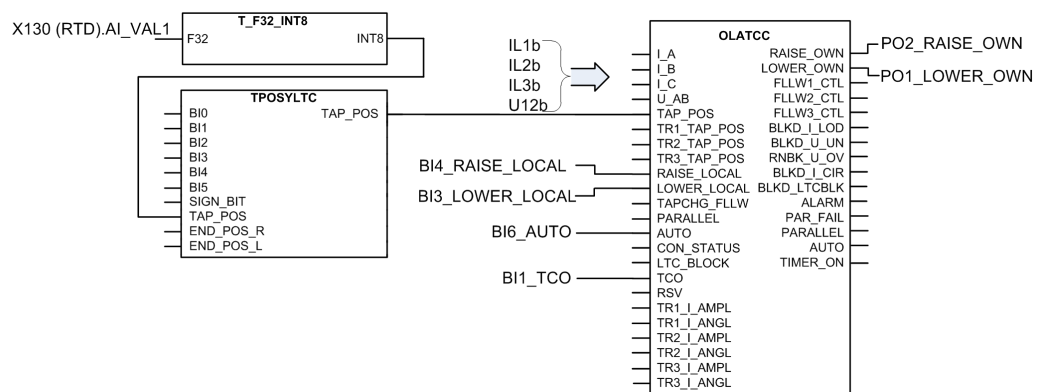 X130 (RTD).AI_VAL1
T_F32_INT8
F32
INT8
TPOSYLTC
BI0
TAP_POS
BI1
BI2
BI3
BI4
BI5
SIGN_BIT
TAP_POS
END_POS_R
END_POS_L
IL1b
IL2b
IL3b
U12b
BI4_RAISE_LOCAL
BI3_LOWER_LOCAL
BI6_AUTO
BI1_TCO
OLATCC
I_A
I_B
I_C
U_AB
TAP_POS
TR1_TAP_POS
TR2_TAP_POS
TR3_TAP_POS
RAISE_LOCAL
LOWER_LOCAL
TAPCHG_FLLW
PARALLEL
AUTO
CON_STATUS
LTC_BLOCK
TCO
RSV
TR1_I_AMPL
TR1_I_ANGL
TR2_I_AMPL
TR2_I_ANGL
TR3_I_AMPL
TR3_I_ANGL
RAISE_OWN
LOWER_OWN
FLLW1_CTL
FLLW2_CTL
FLLW3_CTL
BLKD_I_LOD
BLKD_U_UN
RNBK_U_OV
BLKD_I_CIR
BLKD_LTCBLK
ALARM
PAR_FAIL
PARALLEL
AUTO
TIMER_ON
PO2_RAISE_OWN
PO1_LOWER_OWN